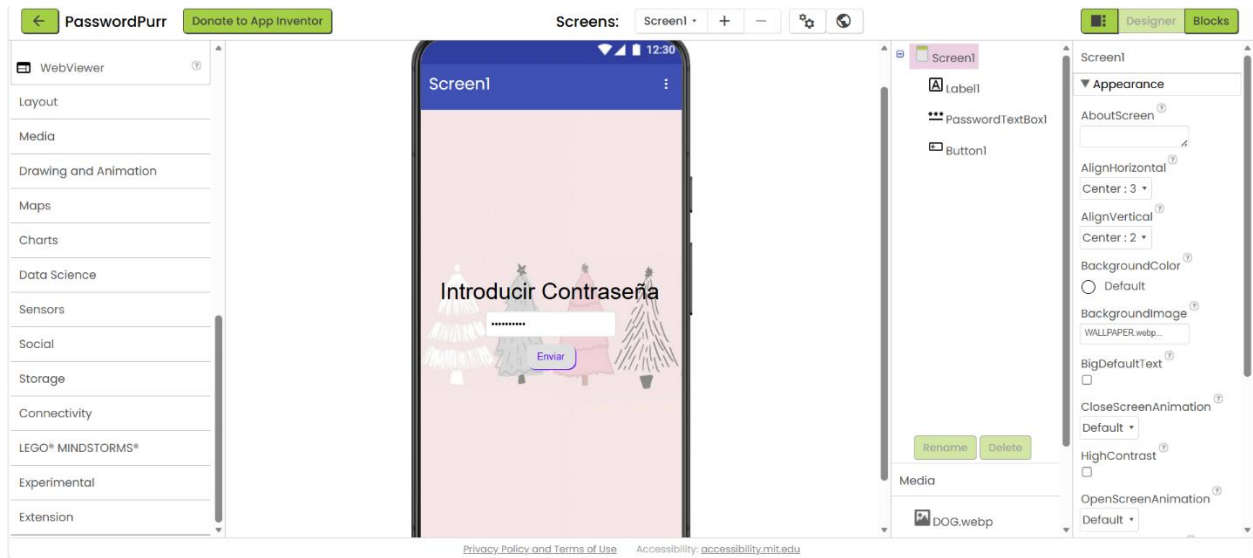 PasswordPurr
Donate to App Inventor
Screens:
Screen1
Designer
Blocks
WebViewer
Layout
Media
Drawing and Animation
Maps
Charts
Data Science
Sensors
Social
Storage
Connectivity
LEGO® MINDSTORMS®
Experimental
Extension
12:30
Screen1
Introducir Contraseña
••••••••••
Enviar
Screen1
Label1
PasswordTextBox1
Button1
Rename
Delete
Media
DOG.webp
Screen1
Appearance
AboutScreen
AlignHorizontal
Center : 3
AlignVertical
Center : 2
BackgroundColor
Default
BackgroundImage
WALLPAPER.webp...
BigDefaultText
CloseScreenAnimation
Default
HighContrast
OpenScreenAnimation
Default
Privacy Policy and Terms of Use
Accessibility: accessibility.mit.edu